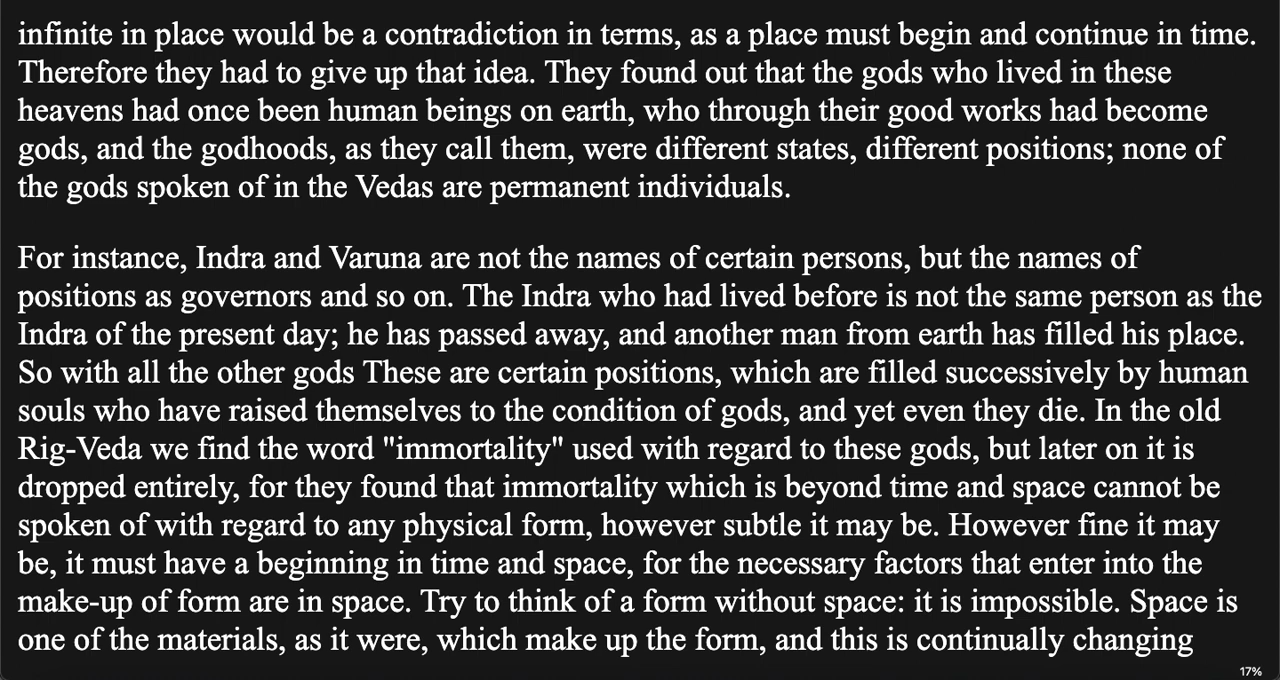 infinite in place would be a contradiction in terms, as a place must begin and continue in time.
Therefore they had to give up that idea. They found out that the gods who lived in these
heavens had once been human beings on earth, who through their good works had become
gods, and the godhoods, as they call them, were different states, different positions; none of
the gods spoken of in the Vedas are permanent individuals.
For instance, Indra and Varuna are not the names of certain persons, but the names of
positions as governors and so on. The Indra who had lived before is not the same person as the
Indra of the present day; he has passed away, and another man from earth has filled his place.
So with all the other gods These are certain positions, which are filled successively by human
souls who have raised themselves to the condition of gods, and yet even they die. In the old
Rig-Veda we find the word "immortality" used with regard to these gods, but later on it is
dropped entirely, for they found that immortality which is beyond time and space cannot be
spoken of with regard to any physical form, however subtle it may be. However fine it may
be, it must have a beginning in time and space, for the necessary factors that enter into the
make-up of form are in space. Try to think of a form without space: it is impossible. Space is
one of the materials, as it were, which make up the form, and this is continually changing
17%